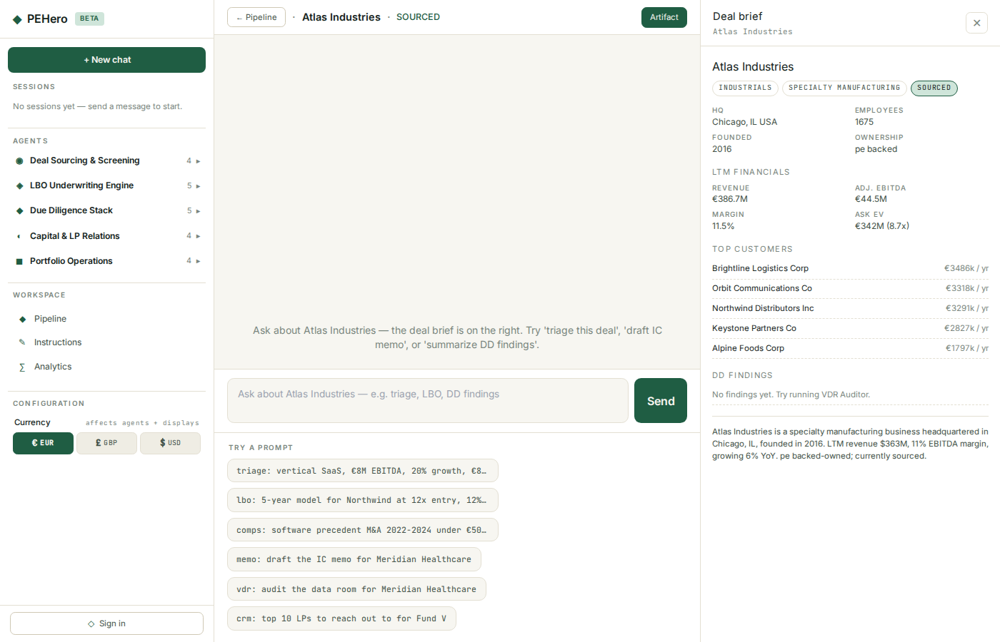 ◆ PEHero BETA
+ New chat
SESSIONS
No sessions yet — send a message to start.
AGENTS
◉ Deal Sourcing & Screening 4 ▸
◈ LBO Underwriting Engine 5 ▸
◆ Due Diligence Stack 5 ▸
◖ Capital & LP Relations 4 ▸
◼ Portfolio Operations 4 ▸
WORKSPACE
◆ Pipeline
✎ Instructions
∑ Analytics
CONFIGURATION
Currency affects agents + displays
€ EUR £ GBP $ USD
◇ Sign in
← Pipeline · Atlas Industries · SOURCED Artifact
Ask about Atlas Industries — the deal brief is on the right. Try 'triage this deal', 'draft IC
memo', or 'summarize DD findings'.
Ask about Atlas Industries — e.g. triage, LBO, DD findings
Send
TRY A PROMPT
triage: vertical SaaS, €8M EBITDA, 20% growth, €8…
lbo: 5-year model for Northwind at 12x entry, 12%…
comps: software precedent M&A 2022-2024 under €50…
memo: draft the IC memo for Meridian Healthcare
vdr: audit the data room for Meridian Healthcare
crm: top 10 LPs to reach out to for Fund V
Deal brief
Atlas Industries
✕
Atlas Industries
INDUSTRIALS SPECIALTY MANUFACTURING SOURCED
HQ EMPLOYEES
Chicago, IL USA 1675
FOUNDED OWNERSHIP
2016 pe backed
LTM FINANCIALS
REVENUE ADJ. EBITDA
€386.7M €44.5M
MARGIN ASK EV
11.5% €342M (8.7x)
TOP CUSTOMERS
Brightline Logistics Corp €3486k / yr
Orbit Communications Co €3318k / yr
Northwind Distributors Inc €3291k / yr
Keystone Partners Co €2827k / yr
Alpine Foods Corp €1797k / yr
DD FINDINGS
No findings yet. Try running VDR Auditor.
Atlas Industries is a specialty manufacturing business headquartered in
Chicago, IL, founded in 2016. LTM revenue $363M, 11% EBITDA margin,
growing 6% YoY. pe backed-owned; currently sourced.